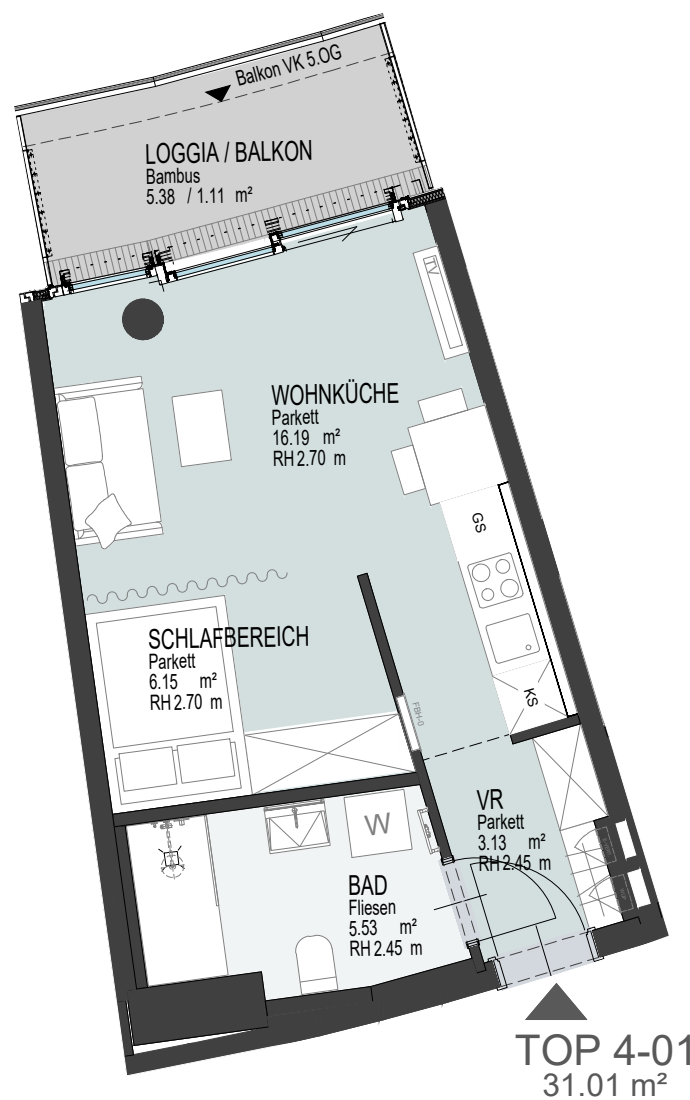 Balkon VK 5.OG
LOGGIA / BALKON
Bambus
5.38 / 1.11 m²
WOHNKÜCHE
Parkett
16.19 m²
RH 2.70 m
GS
SCHLAFBEREICH
Parkett
6.15 m²
RH 2.70 m
KS
FBH-0
VR
Parkett
3.13 m²
RH 2.45 m
W
BAD
Fliesen
5.53 m²
RH 2.45 m
TOP 4-01
31.01 m²